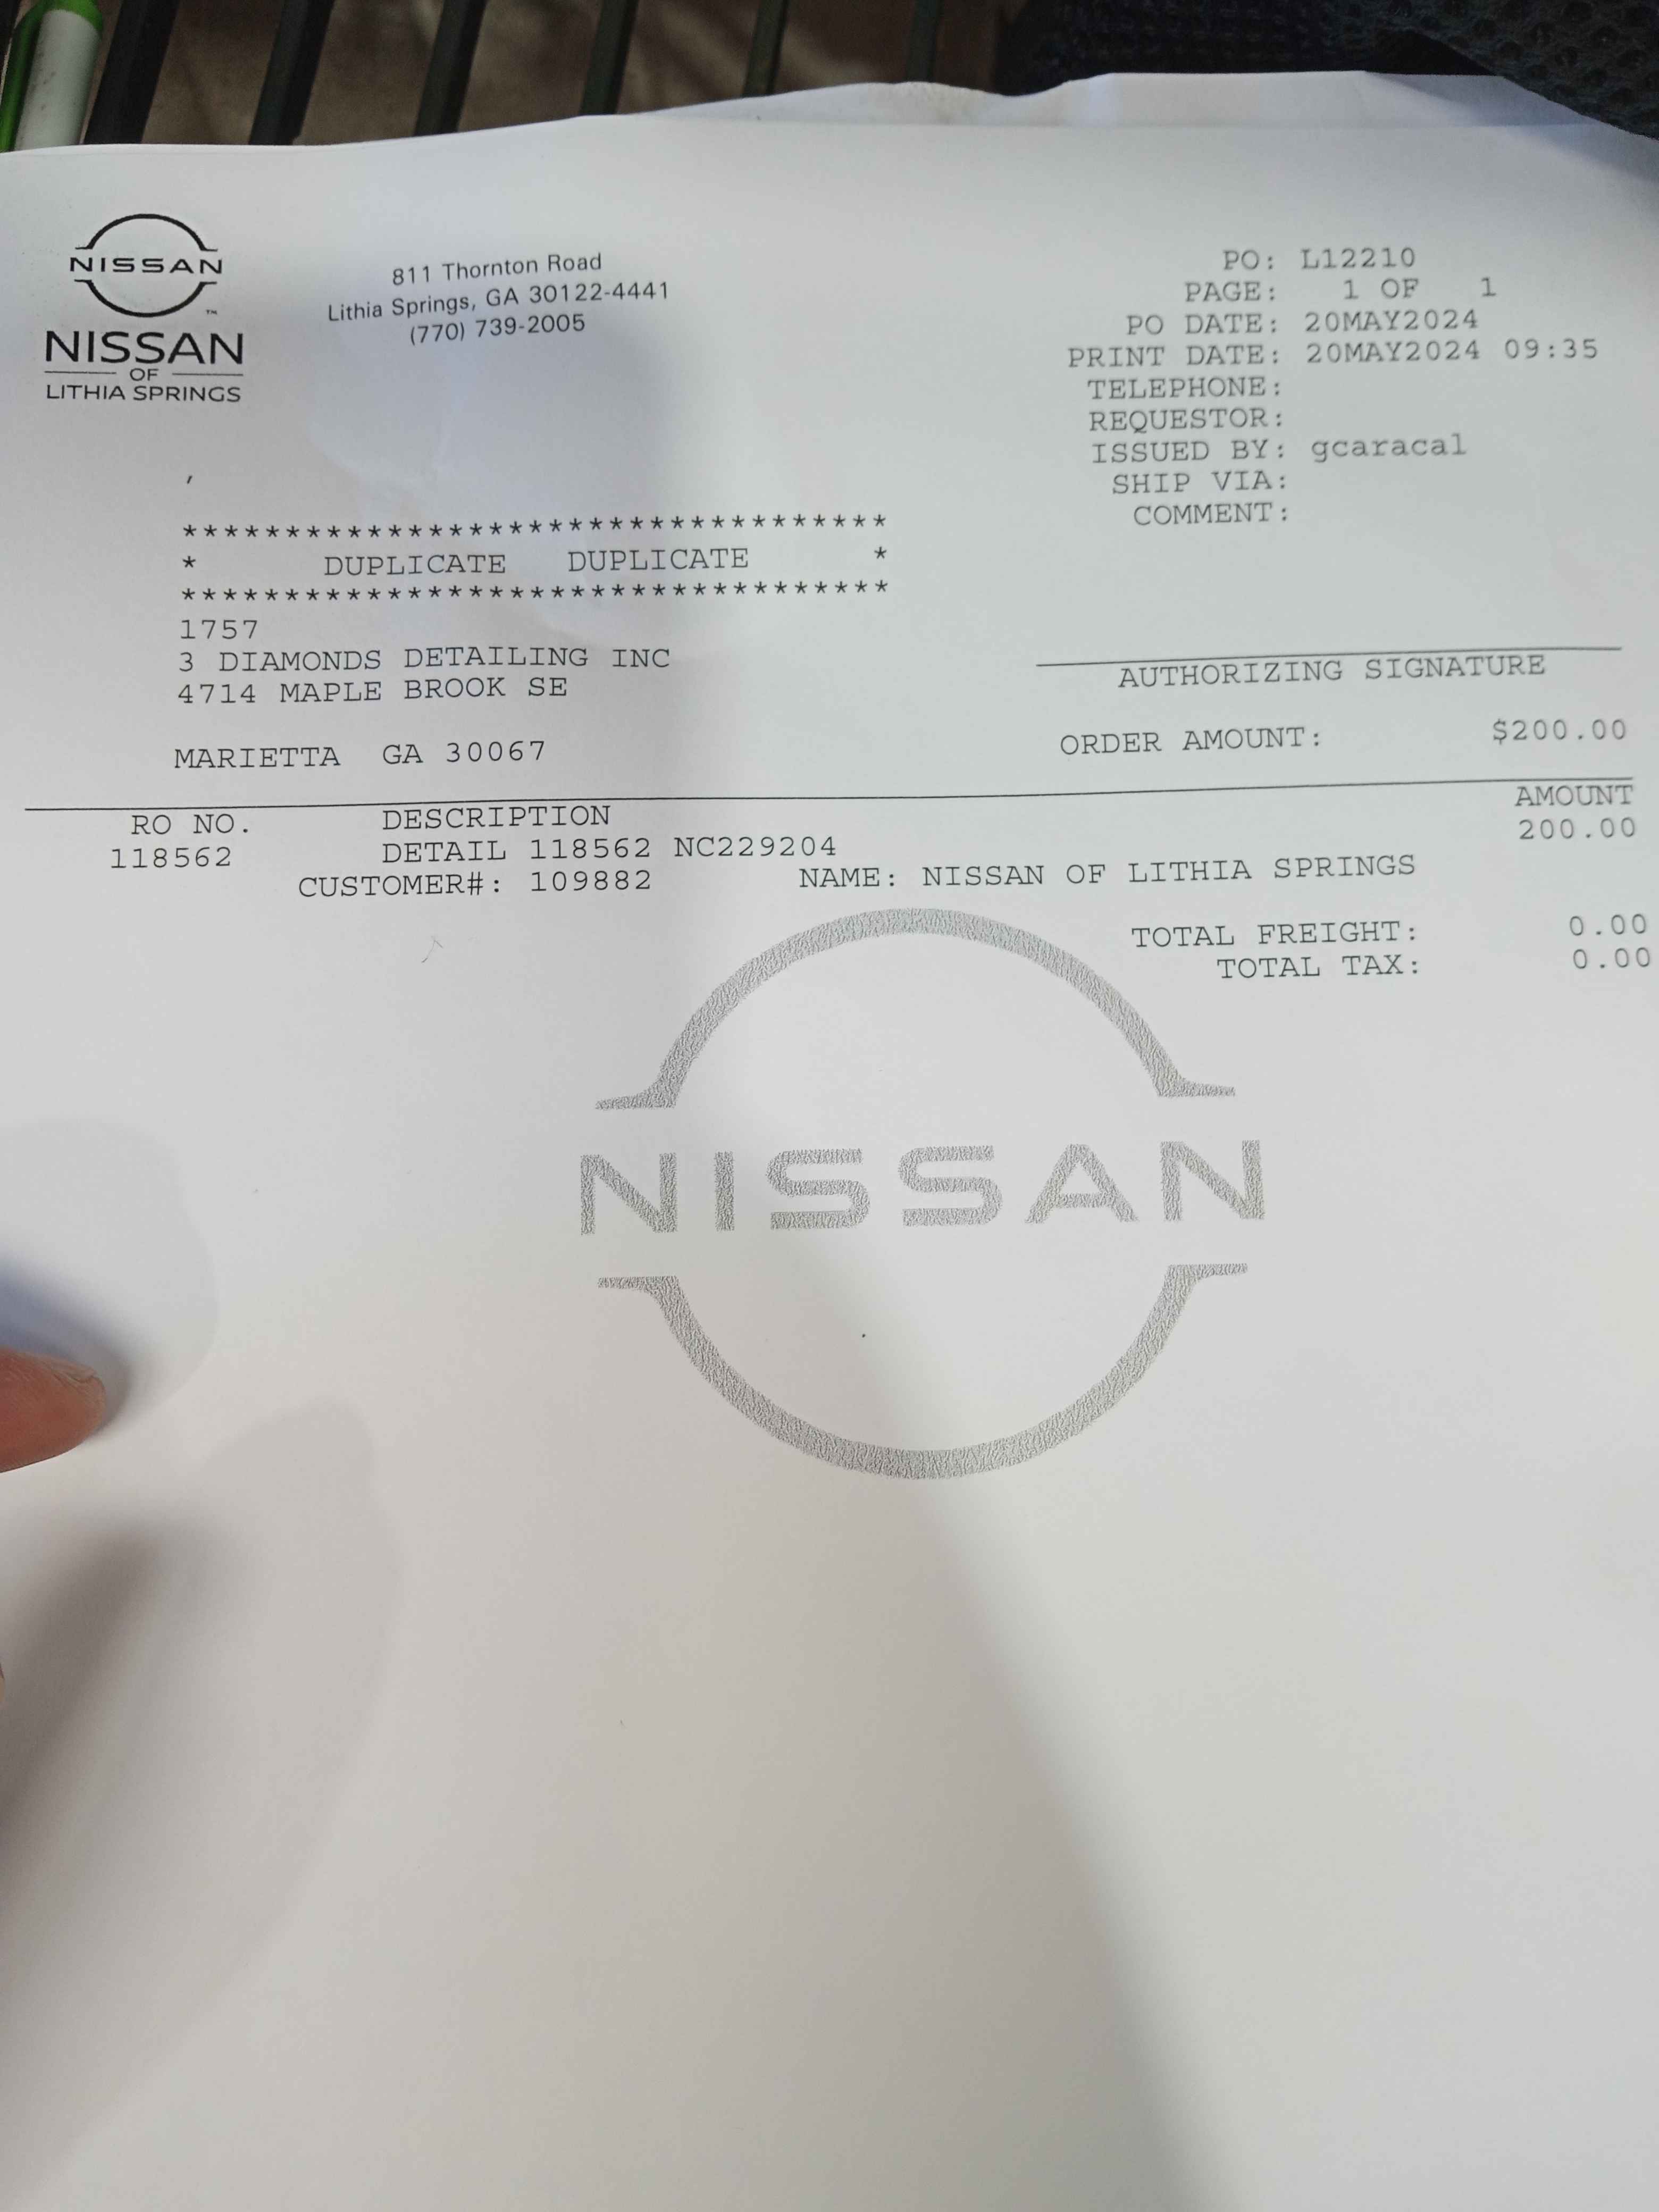 NISSAN
NISSAN
OF
LITHIA SPRINGS
811 Thornton Road
Lithia Springs, GA 30122-4441
(770) 739-2005
PO: L12210
PAGE: 1 OF 1
PO DATE: 20MAY2024
PRINT DATE: 20MAY2024 09:35
TELEPHONE:
REQUESTOR:
ISSUED BY: gcaracal
SHIP VIA:
COMMENT:
,
***********************************
* DUPLICATE DUPLICATE *
***********************************
1757
3 DIAMONDS DETAILING INC
4714 MAPLE BROOK SE
MARIETTA GA 30067
AUTHORIZING SIGNATURE
ORDER AMOUNT: $200.00
RO NO. DESCRIPTION AMOUNT
118562 DETAIL 118562 NC229204 200.00
CUSTOMER#: 109882 NAME: NISSAN OF LITHIA SPRINGS
TOTAL FREIGHT: 0.00
TOTAL TAX: 0.00
NISSAN